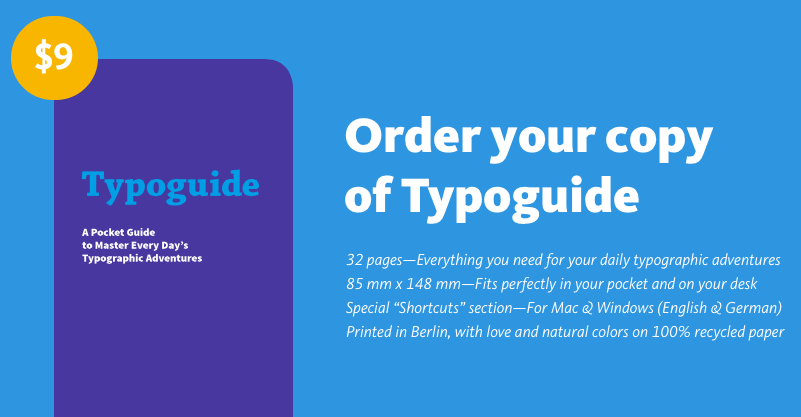 $9
Typoguide
A Pocket Guide
to Master Every Day’s
Typographic Adventures
Order your copy
of Typoguide
32 pages—Everything you need for your daily typographic adventures
85 mm x 148 mm—Fits perfectly in your pocket and on your desk
Special “Shortcuts” section—For Mac & Windows (English & German)
Printed in Berlin, with love and natural colors on 100% recycled paper